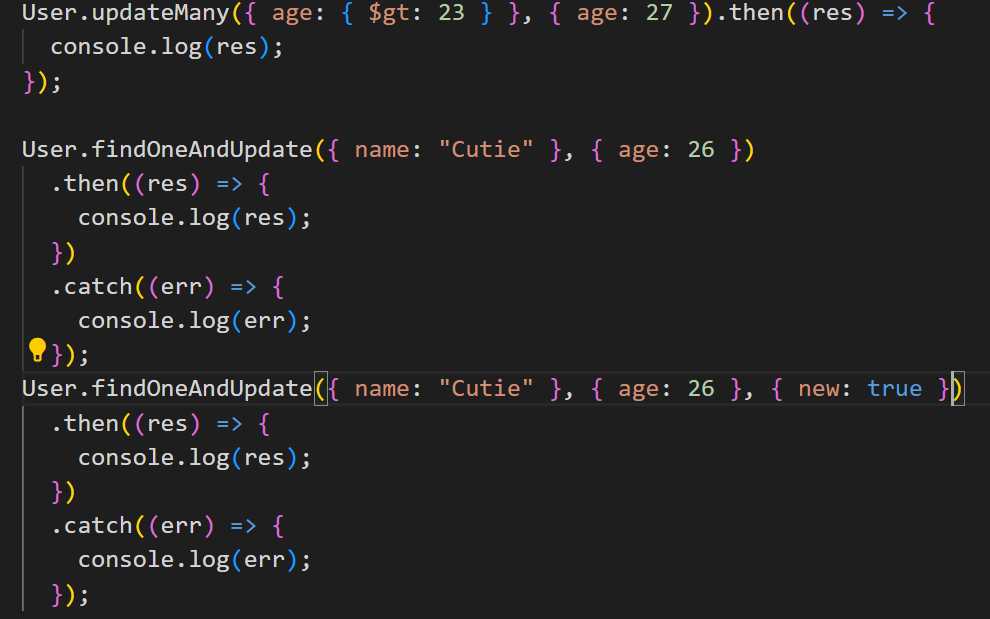 User.updateMany({ age: { $gt: 23 } }, { age: 27 }).then((res) => {
  console.log(res);
});

User.findOneAndUpdate({ name: "Cutie" }, { age: 26 })
  .then((res) => {
    console.log(res);
  })
  .catch((err) => {
    console.log(err);
  });
User.findOneAndUpdate({ name: "Cutie" }, { age: 26 }, { new: true })
  .then((res) => {
    console.log(res);
  })
  .catch((err) => {
    console.log(err);
  });